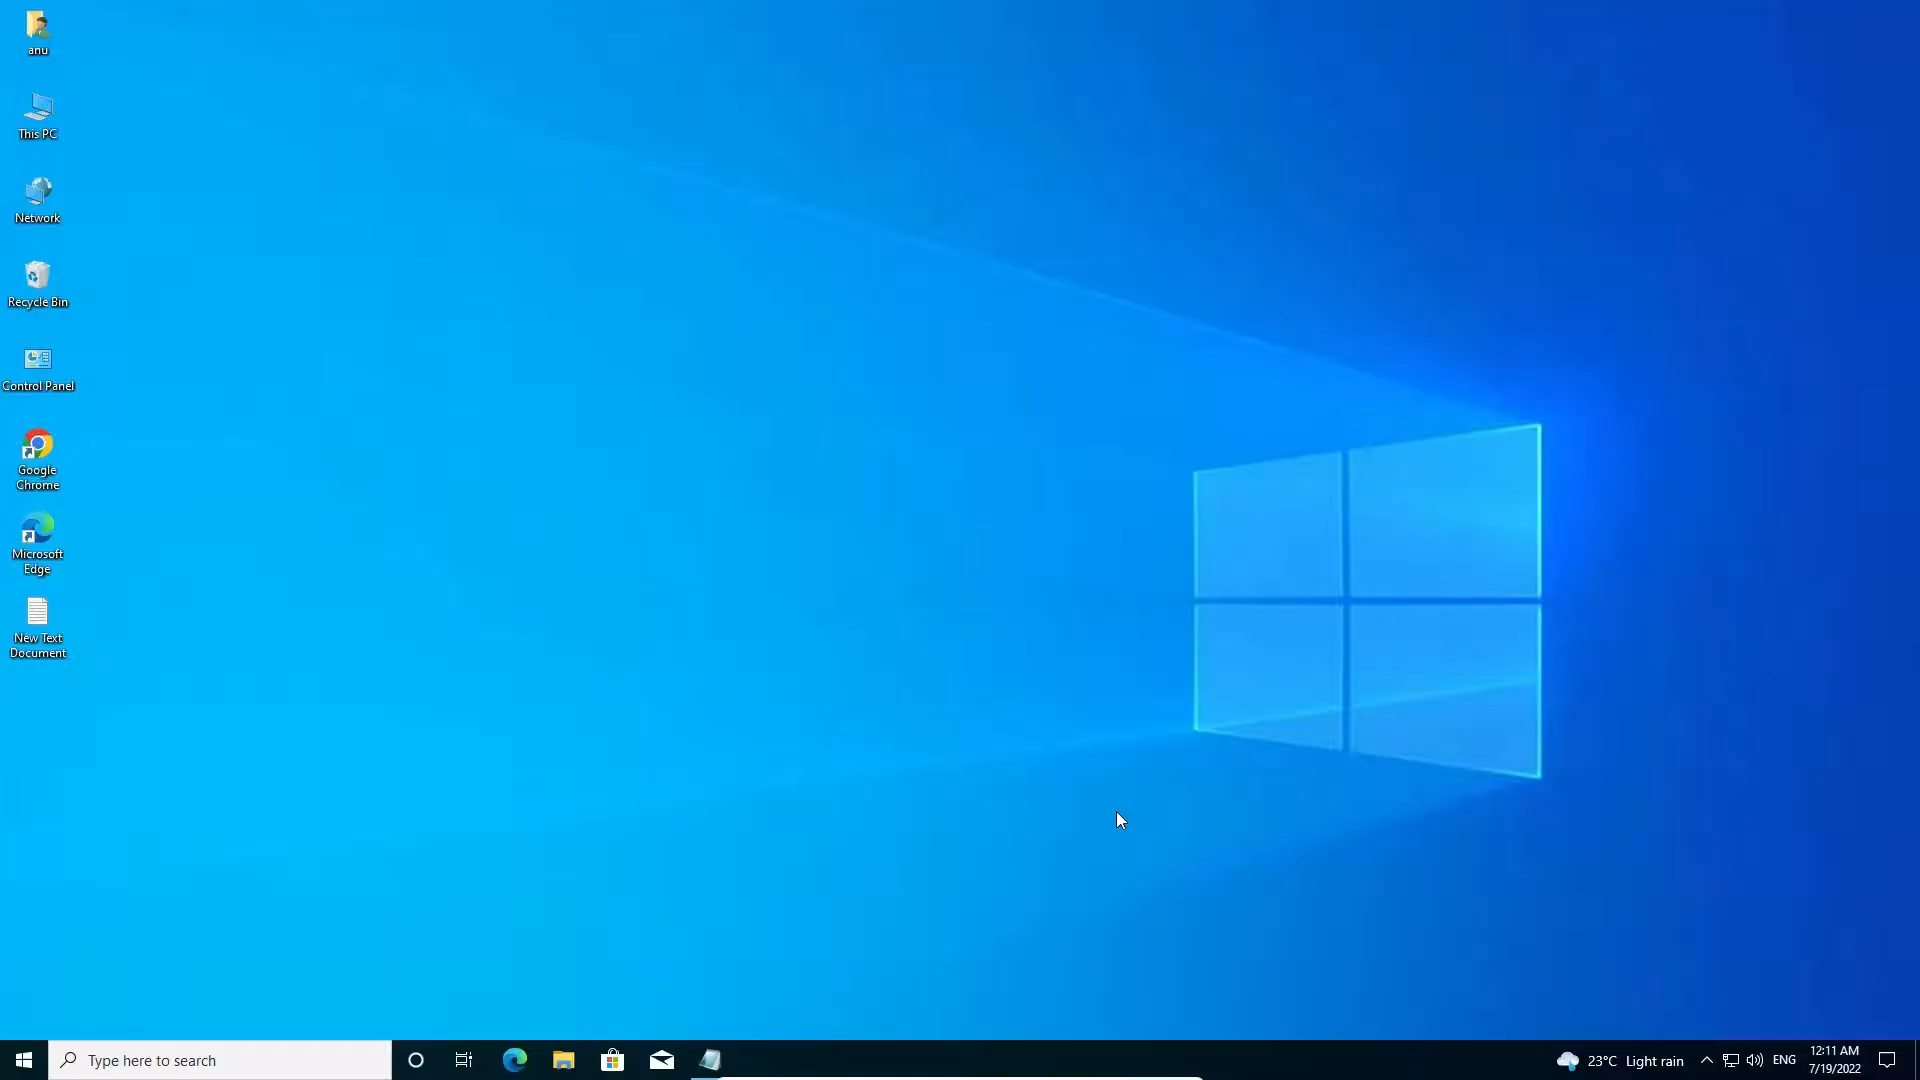 anu
This PC
Network
Recycle Bin
Control Panel
Google
Chrome
Microsoft
Edge
New Text
Document
Type here to search
23°C Light rain
ENG
12:11 AM
7/19/2022